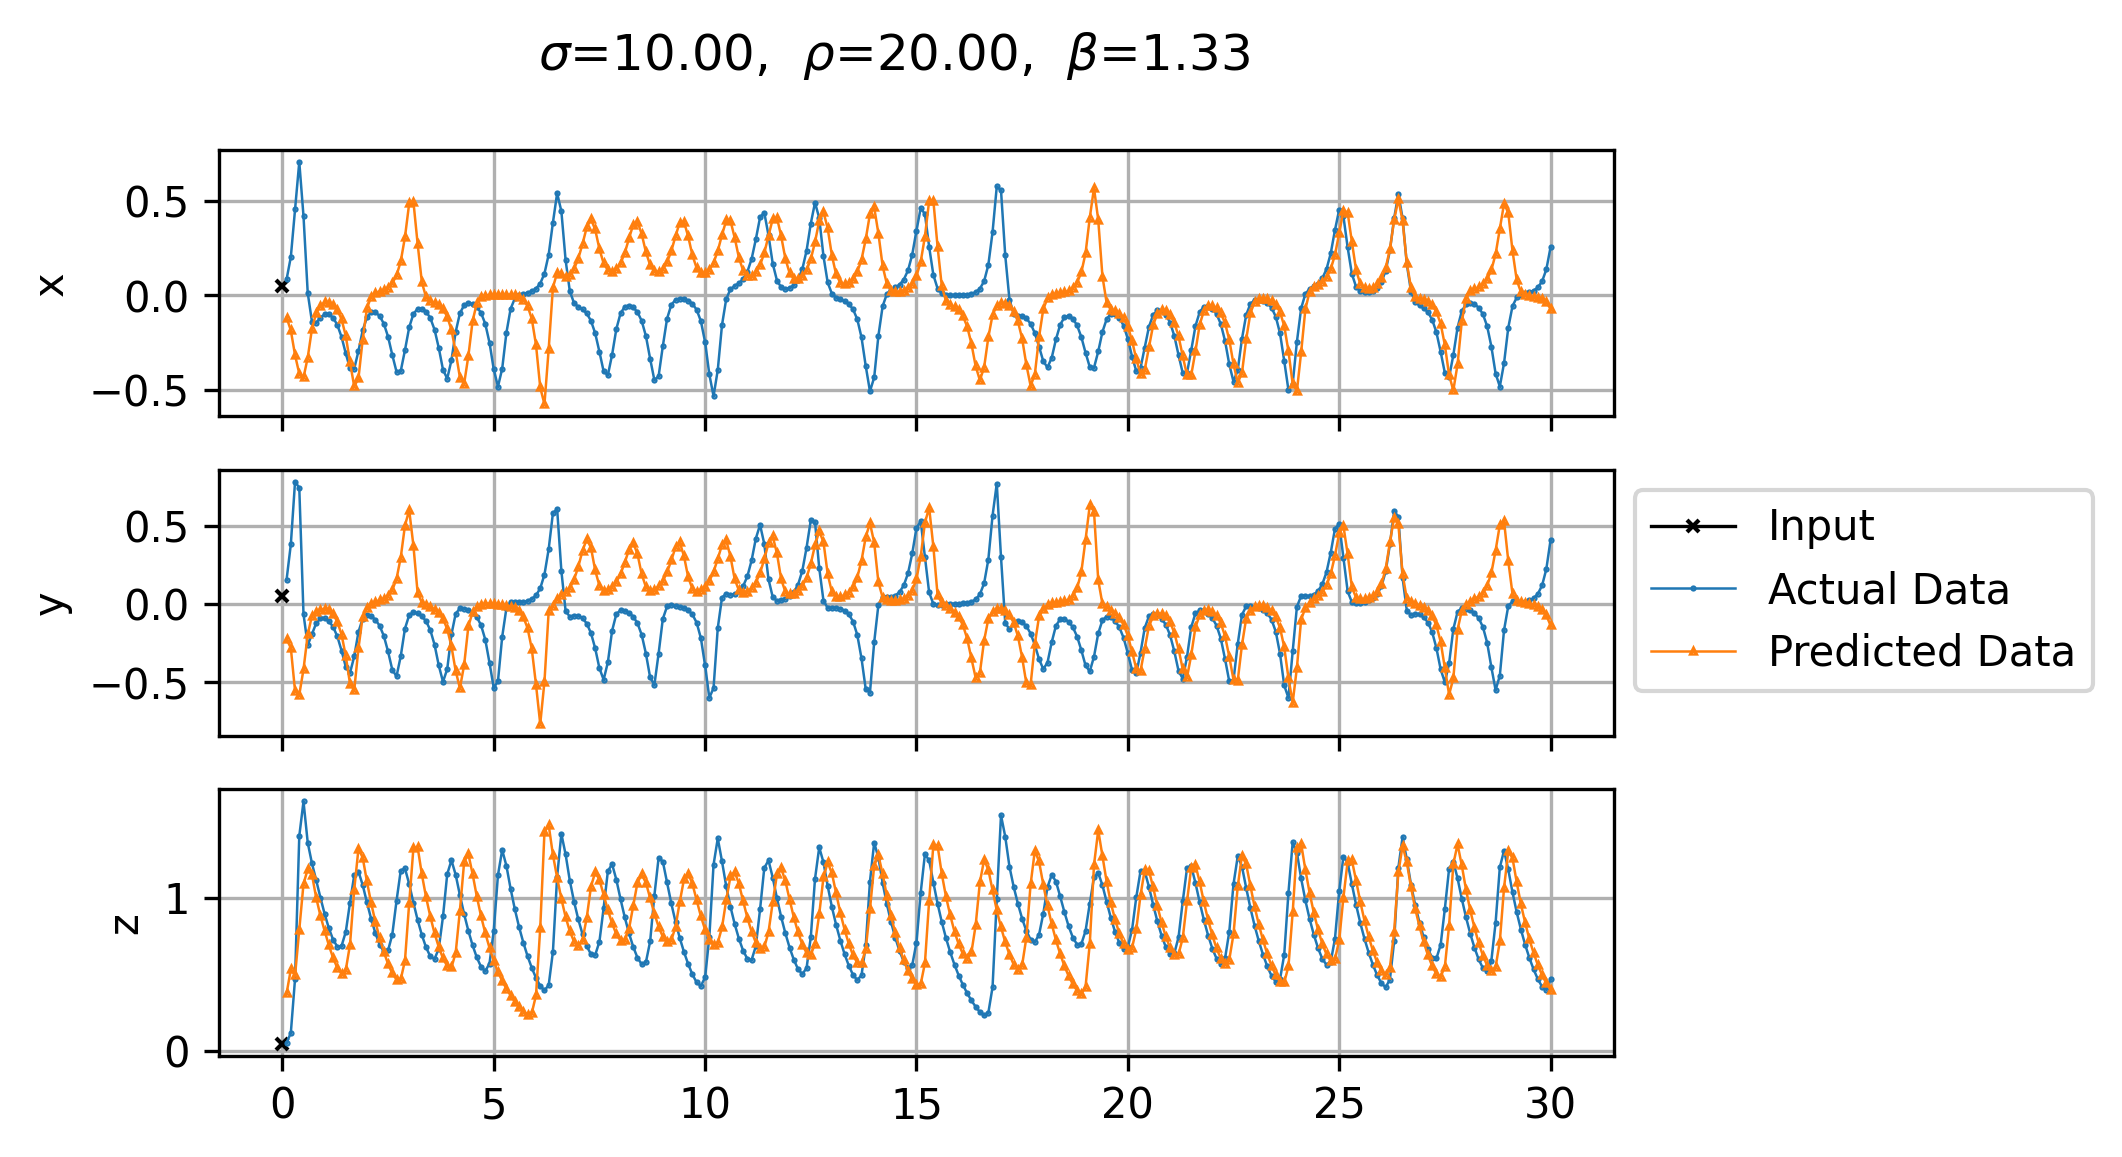 σ=10.00, ρ=20.00, β=1.33
x
0.5
0.0
−0.5
y
0.5
0.0
−0.5
z
1
0
0 5 10 15 20 25 30
Input
Actual Data
Predicted Data